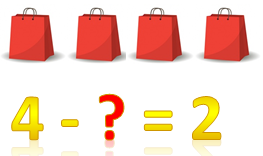 4 - ? = 2